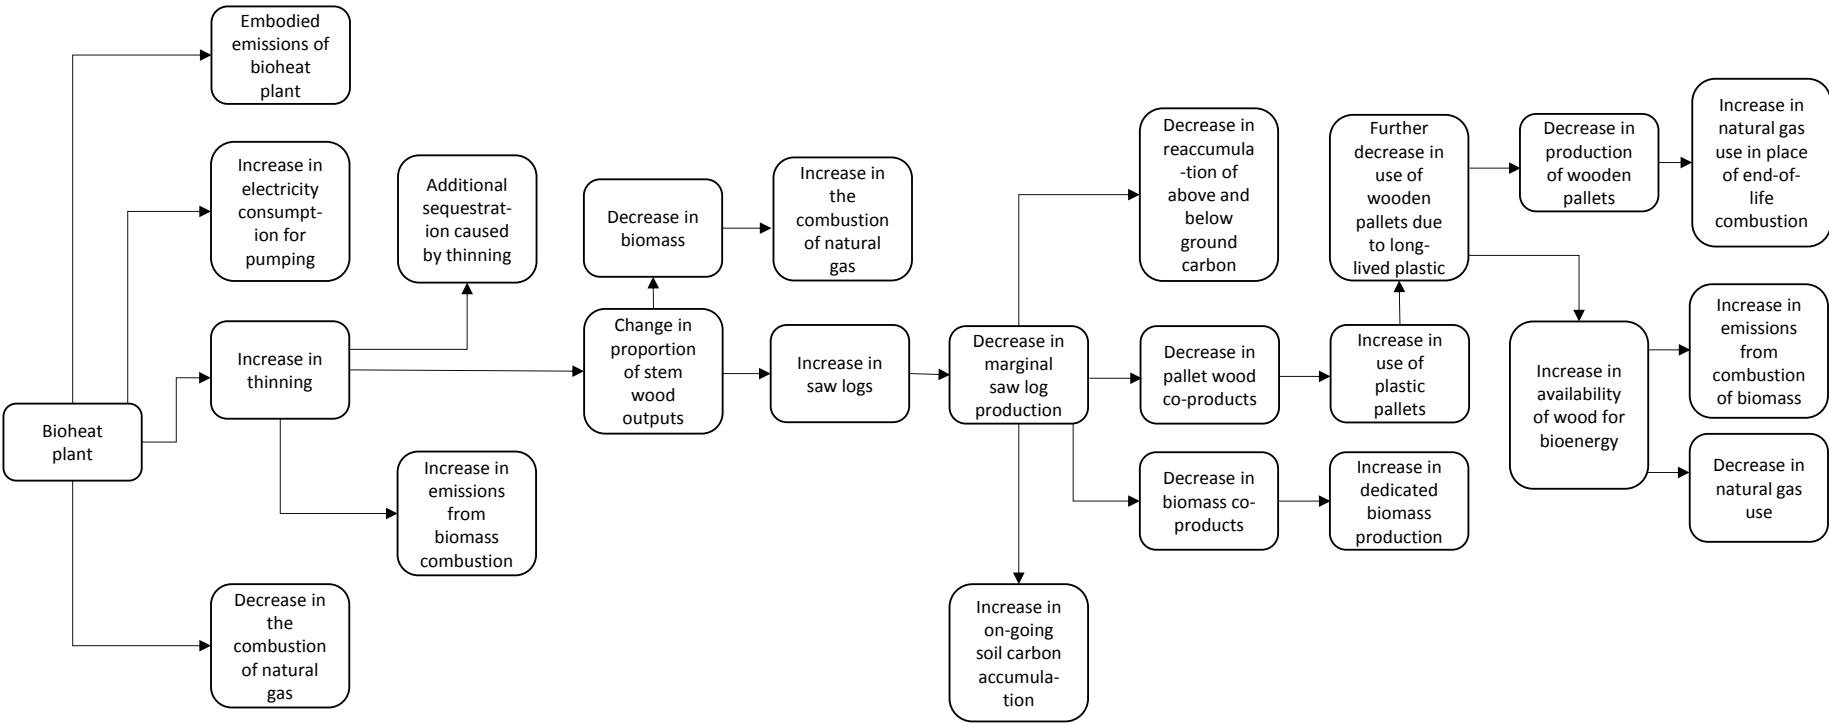 Embodied
emissions of
bioheat
plant
Increase in
electricity
consumpt-
ion for
pumping
Increase in
thinning
Bioheat
plant
Decrease in
the
combustion
of natural
gas
Additional
sequestrat-
ion caused
by thinning
Increase in
emissions
from
biomass
combustion
Decrease in
biomass
Increase in
the
combustion
of natural
gas
Change in
proportion
of stem
wood
outputs
Increase in
saw logs
Decrease in
marginal
saw log
production
Increase in
on-going
soil carbon
accumula-
tion
Decrease in
reaccumula
-tion of
above and
below
ground
carbon
Decrease in
pallet wood
co-products
Decrease in
biomass co-
products
Further
decrease in
use of
wooden
pallets due
to long-
lived plastic
Increase in
use of
plastic
pallets
Increase in
dedicated
biomass
production
Decrease in
production
of wooden
pallets
Increase in
natural gas
use in place
of end-of-
life
combustion
Increase in
availability
of wood for
bioenergy
Increase in
emissions
from
combustion
of biomass
Decrease in
natural gas
use